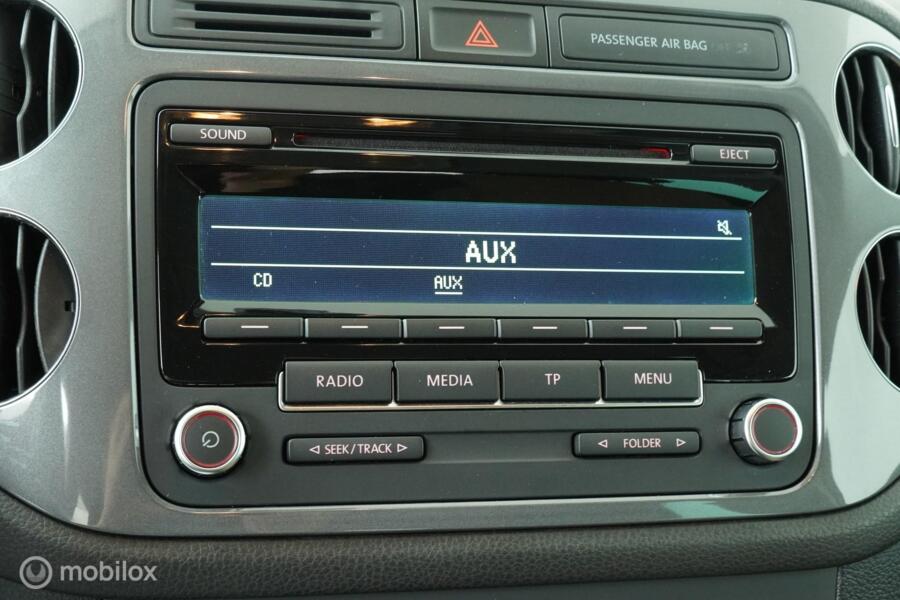 PASSENGER AIR BAG
SOUND
EJECT
AUX
CD AUX
RADIO MEDIA TP MENU
SEEK/TRACK FOLDER
mobilox